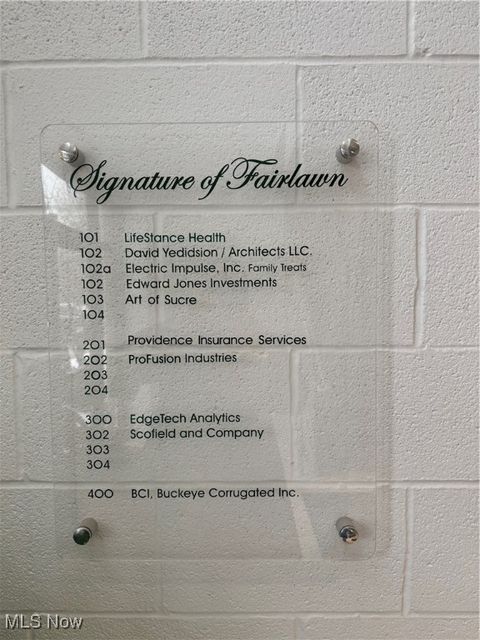 Signature of Fairlawn
101 LifeStance Health
102 David Yedidsion / Architects LLC.
102a Electric Impulse, Inc. Family Treats
102 Edward Jones Investments
103 Art of Sucre
104
201 Providence Insurance Services
202 ProFusion Industries
203
204
300 EdgeTech Analytics
302 Scofield and Company
303
304
400 BCI, Buckeye Corrugated Inc.
MLS Now